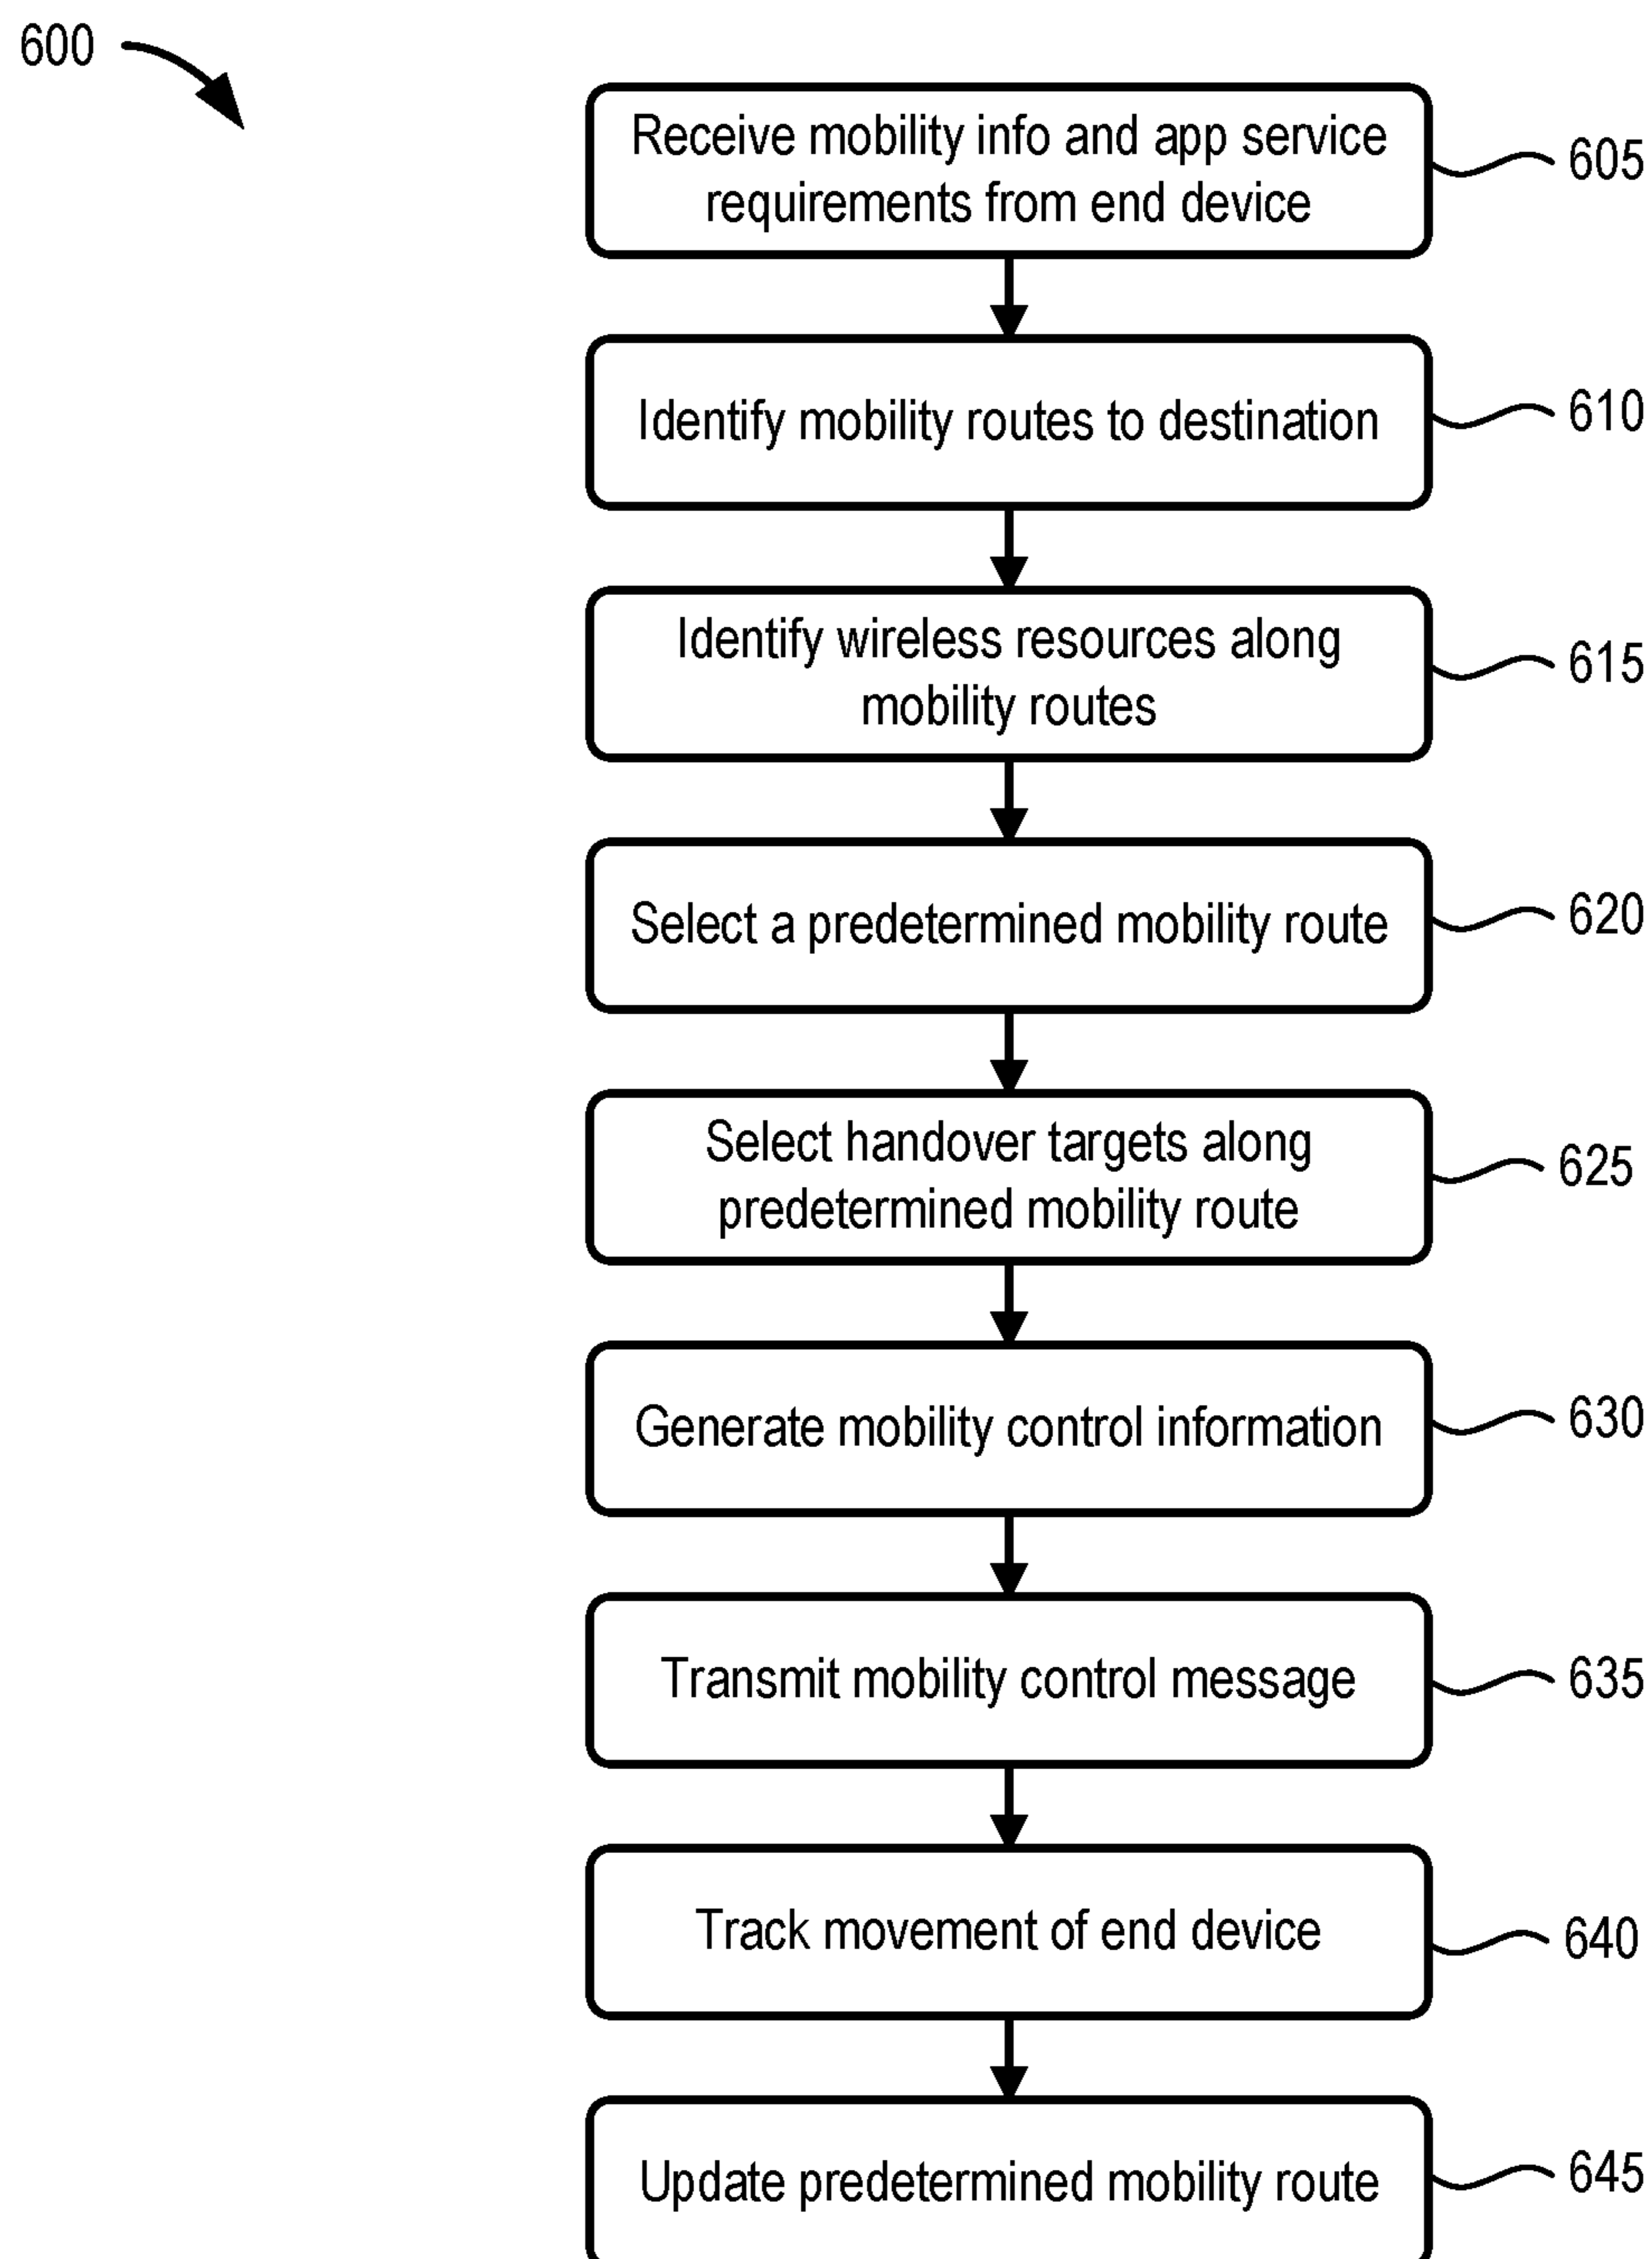 600
Receive mobility info and app service
requirements from end device
605
Identify mobility routes to destination
610
Identify wireless resources along
mobility routes
615
Select a predetermined mobility route
620
Select handover targets along
predetermined mobility route
625
Generate mobility control information
630
Transmit mobility control message
635
Track movement of end device
640
Update predetermined mobility route
645